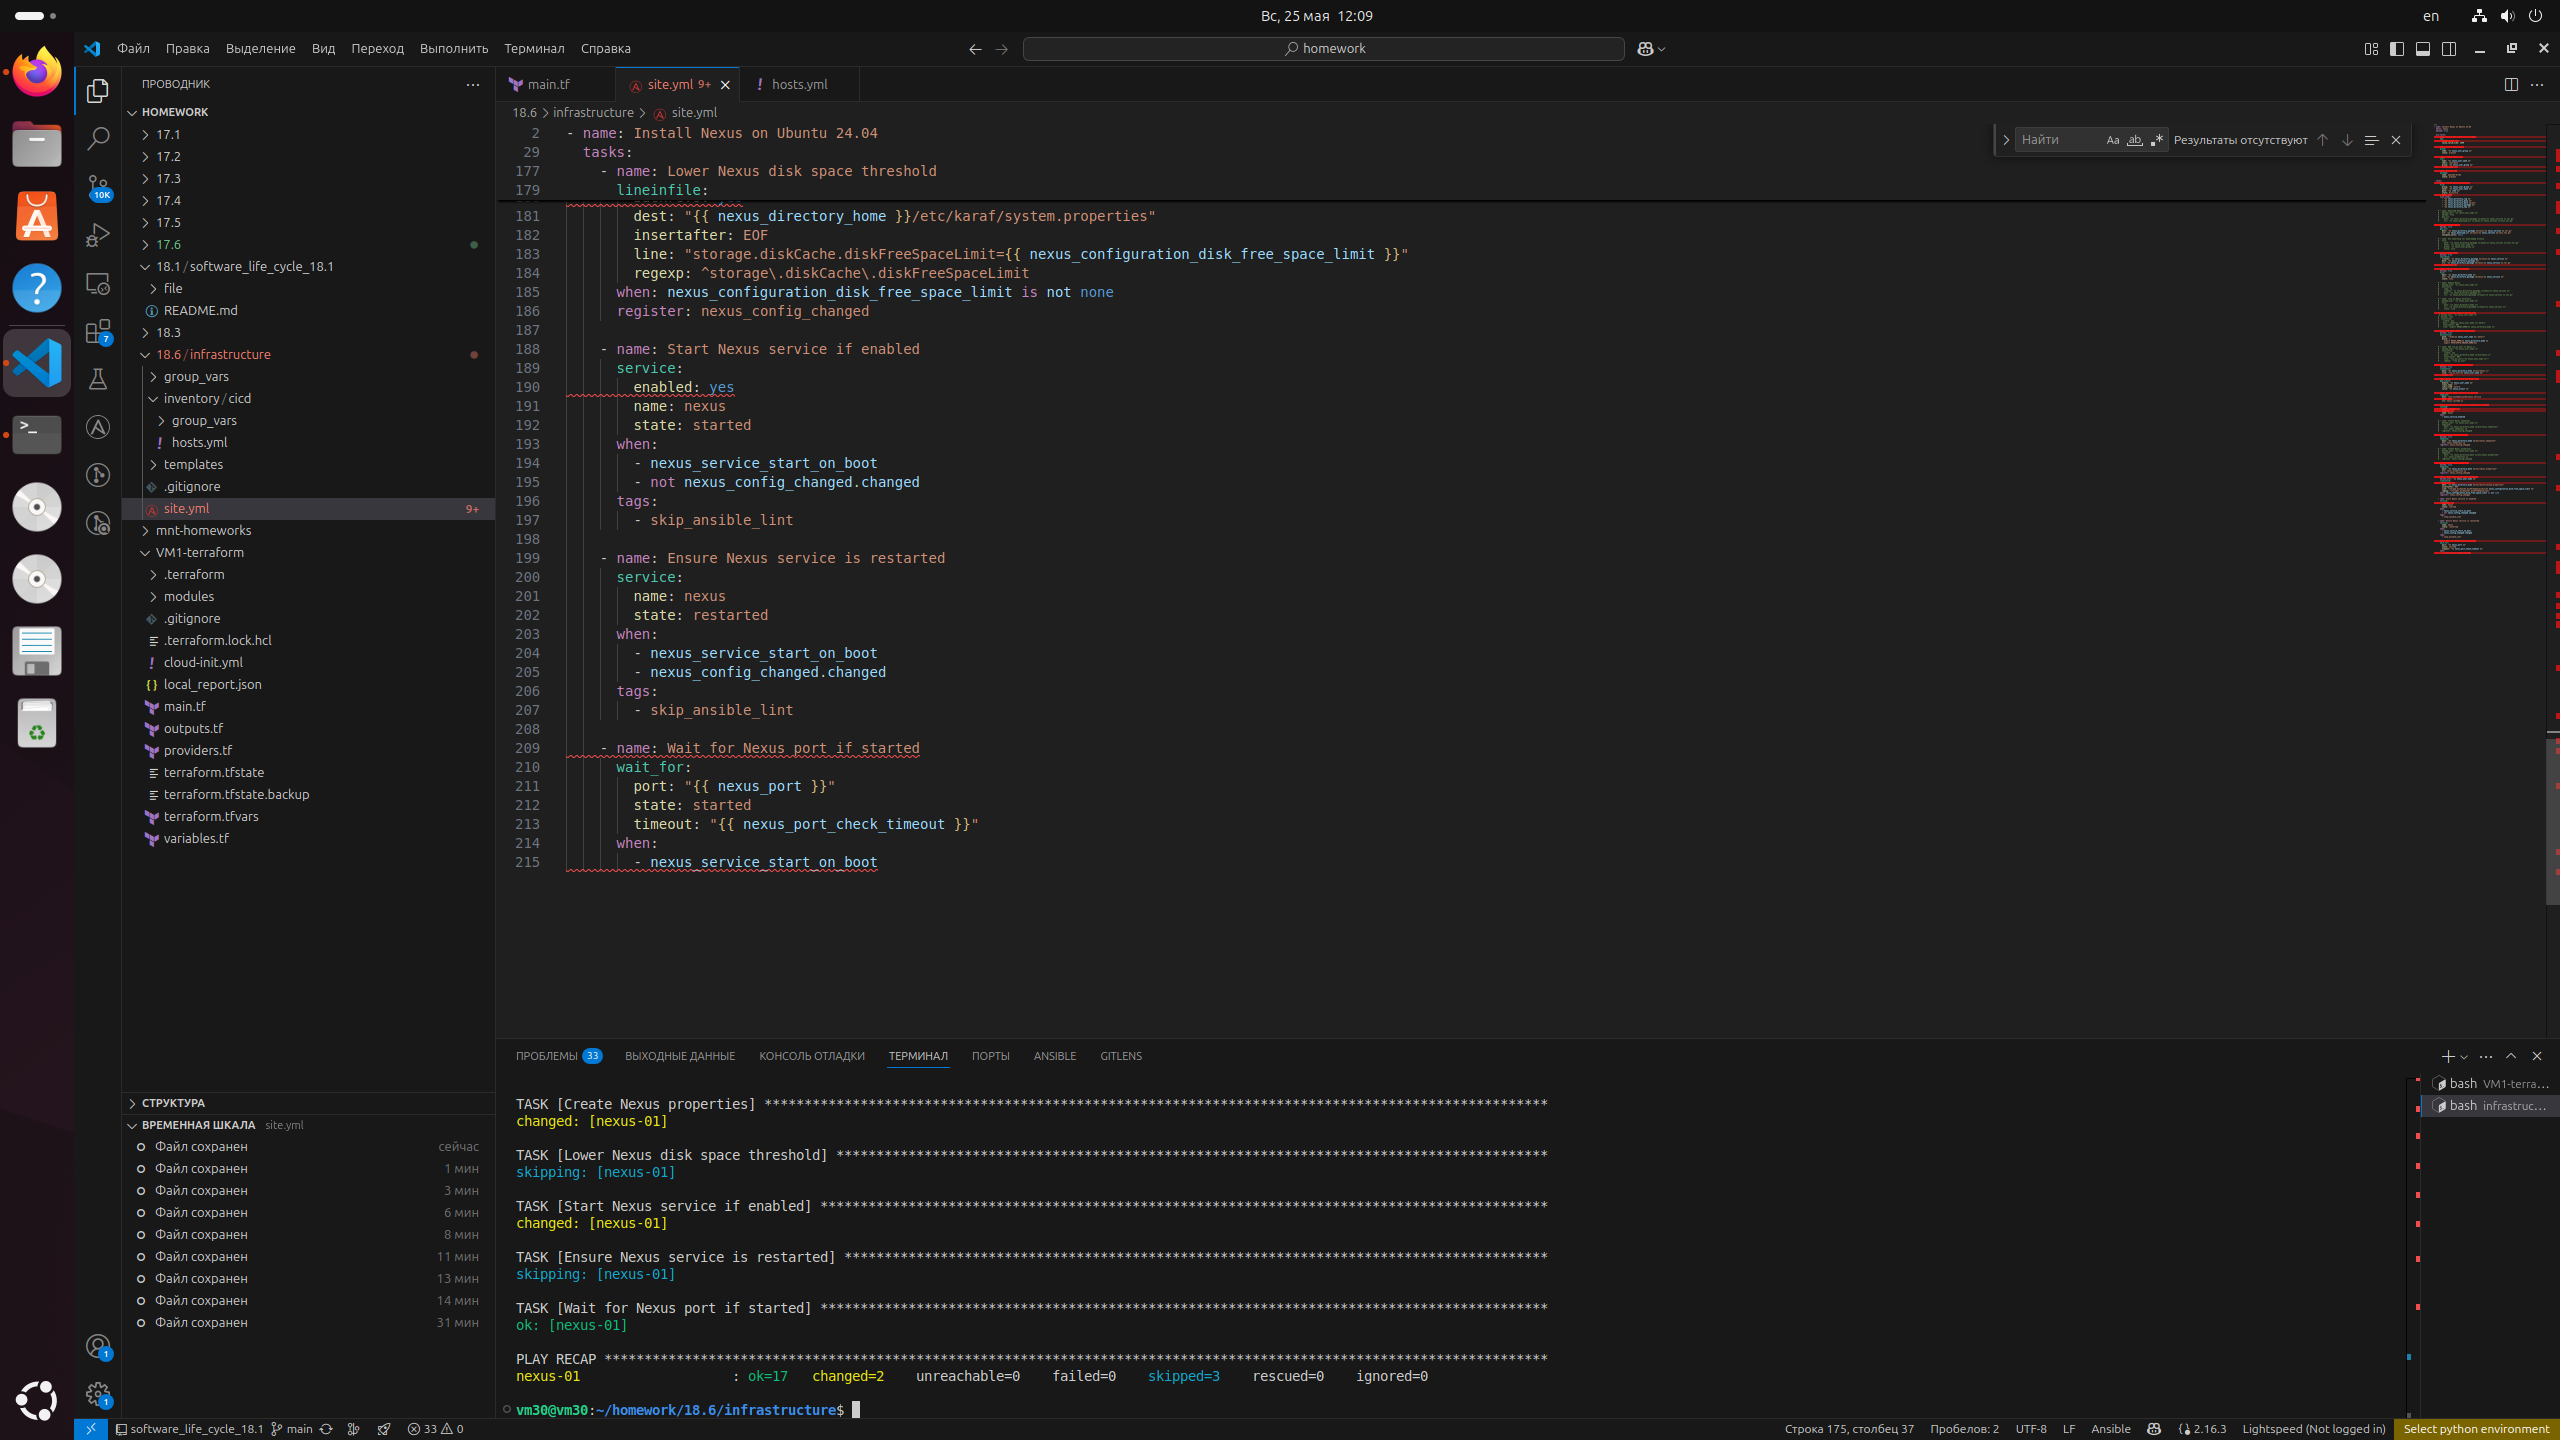 Вс, 25 мая  12:09
en
Файл Правка Выделение Вид Переход Выполнить Терминал Справка
homework
ПРОВОДНИК
HOMEWORK
17.1
17.2
17.3
17.4
17.5
17.6
18.1 / software_life_cycle_18.1
file
README.md
18.3
18.6 / infrastructure
group_vars
inventory / cicd
group_vars
hosts.yml
templates
.gitignore
site.yml 9+
mnt-homeworks
VM1-terraform
.terraform
modules
.gitignore
.terraform.lock.hcl
cloud-init.yml
local_report.json
main.tf
outputs.tf
providers.tf
terraform.tfstate
terraform.tfstate.backup
terraform.tfvars
variables.tf
СТРУКТУРА
ВРЕМЕННАЯ ШКАЛА site.yml
Файл сохранен сейчас
Файл сохранен 1 мин
Файл сохранен 3 мин
Файл сохранен 6 мин
Файл сохранен 8 мин
Файл сохранен 11 мин
Файл сохранен 13 мин
Файл сохранен 14 мин
Файл сохранен 31 мин
10K
7
1
1
main.tf
site.yml 9+
hosts.yml
18.6 > infrastructure > site.yml
Найти
Результаты отсутствуют
2 - name: Install Nexus on Ubuntu 24.04
29 tasks:
177 - name: Lower Nexus disk space threshold
179 lineinfile:
181 dest: "{{ nexus_directory_home }}/etc/karaf/system.properties"
182 insertafter: EOF
183 line: "storage.diskCache.diskFreeSpaceLimit={{ nexus_configuration_disk_free_space_limit }}"
184 regexp: ^storage\.diskCache\.diskFreeSpaceLimit
185 when: nexus_configuration_disk_free_space_limit is not none
186 register: nexus_config_changed
187
188 - name: Start Nexus service if enabled
189 service:
190 enabled: yes
191 name: nexus
192 state: started
193 when:
194 - nexus_service_start_on_boot
195 - not nexus_config_changed.changed
196 tags:
197 - skip_ansible_lint
198
199 - name: Ensure Nexus service is restarted
200 service:
201 name: nexus
202 state: restarted
203 when:
204 - nexus_service_start_on_boot
205 - nexus_config_changed.changed
206 tags:
207 - skip_ansible_lint
208
209 - name: Wait for Nexus port if started
210 wait_for:
211 port: "{{ nexus_port }}"
212 state: started
213 timeout: "{{ nexus_port_check_timeout }}"
214 when:
215 - nexus_service_start_on_boot
ПРОБЛЕМЫ 33 ВЫХОДНЫЕ ДАННЫЕ КОНСОЛЬ ОТЛАДКИ ТЕРМИНАЛ ПОРТЫ ANSIBLE GITLENS
bash VM1-terra...
bash infrastruc...
TASK [Create Nexus properties] **************************************************************************************************
changed: [nexus-01]
TASK [Lower Nexus disk space threshold] *****************************************************************************************
skipping: [nexus-01]
TASK [Start Nexus service if enabled] *******************************************************************************************
changed: [nexus-01]
TASK [Ensure Nexus service is restarted] ****************************************************************************************
skipping: [nexus-01]
TASK [Wait for Nexus port if started] *******************************************************************************************
ok: [nexus-01]
PLAY RECAP **********************************************************************************************************************
nexus-01 : ok=17 changed=2 unreachable=0 failed=0 skipped=3 rescued=0 ignored=0
vm30@vm30:~/homework/18.6/infrastructure$
software_life_cycle_18.1 main 33 0
Строка 175, столбец 37 Пробелов: 2 UTF-8 LF Ansible 2.16.3 Lightspeed (Not logged in) Select python environment